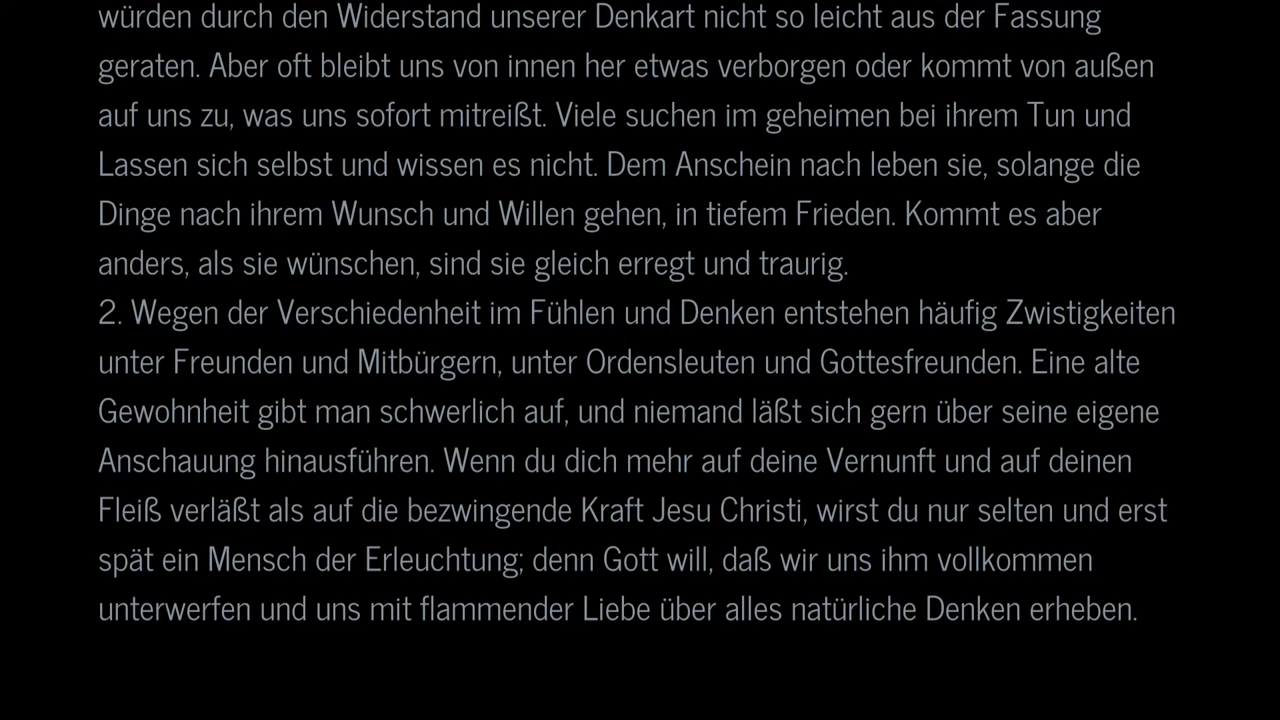 würden durch den Widerstand unserer Denkart nicht so leicht aus der Fassung
geraten. Aber oft bleibt uns von innen her etwas verborgen oder kommt von außen
auf uns zu, was uns sofort mitreißt. Viele suchen im geheimen bei ihrem Tun und
Lassen sich selbst und wissen es nicht. Dem Anschein nach leben sie, solange die
Dinge nach ihrem Wunsch und Willen gehen, in tiefem Frieden. Kommt es aber
anders, als sie wünschen, sind sie gleich erregt und traurig.
2. Wegen der Verschiedenheit im Fühlen und Denken entstehen häufig Zwistigkeiten
unter Freunden und Mitbürgern, unter Ordensleuten und Gottesfreunden. Eine alte
Gewohnheit gibt man schwerlich auf, und niemand läßt sich gern über seine eigene
Anschauung hinausführen. Wenn du dich mehr auf deine Vernunft und auf deinen
Fleiß verläßt als auf die bezwingende Kraft Jesu Christi, wirst du nur selten und erst
spät ein Mensch der Erleuchtung; denn Gott will, daß wir uns ihm vollkommen
unterwerfen und uns mit flammender Liebe über alles natürliche Denken erheben.